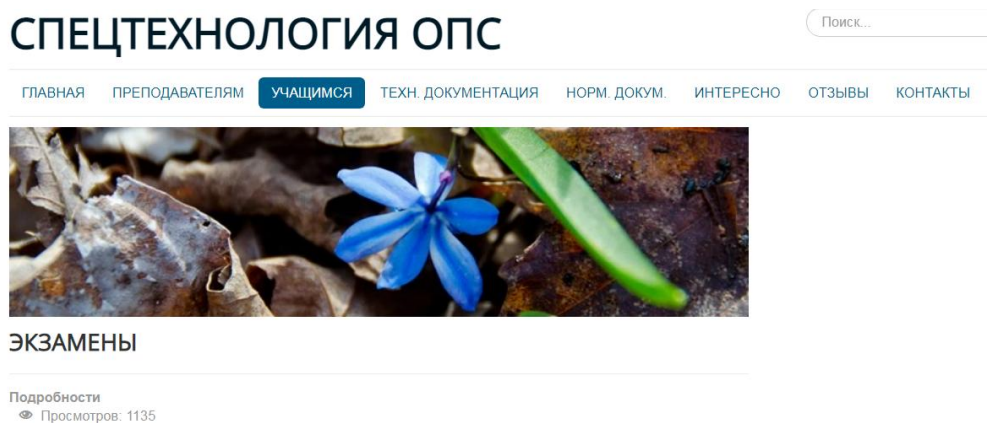 СПЕЦТЕХНОЛОГИЯ ОПС
Поиск...
ГЛАВНАЯ ПРЕПОДАВАТЕЛЯМ УЧАЩИМСЯ ТЕХН. ДОКУМЕНТАЦИЯ НОРМ. ДОКУМ. ИНТЕРЕСНО ОТЗЫВЫ КОНТАКТЫ
ЭКЗАМЕНЫ
Подробности
Просмотров: 1135